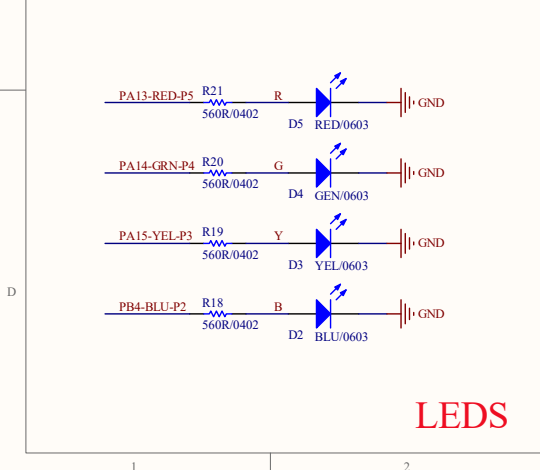 PA13-RED-P5 R21 R GND
560R/0402 D5 RED/0603
PA14-GRN-P4 R20 G GND
560R/0402 D4 GEN/0603
PA15-YEL-P3 R19 Y GND
560R/0402 D3 YEL/0603
D
PB4-BLU-P2 R18 B GND
560R/0402 D2 BLU/0603
LEDS
1 2